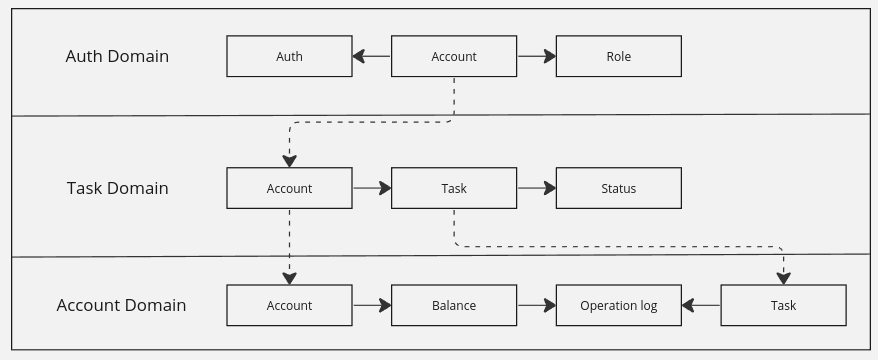 Auth Domain
Auth
Account
Role
Task Domain
Account
Task
Status
Account Domain
Account
Balance
Operation log
Task